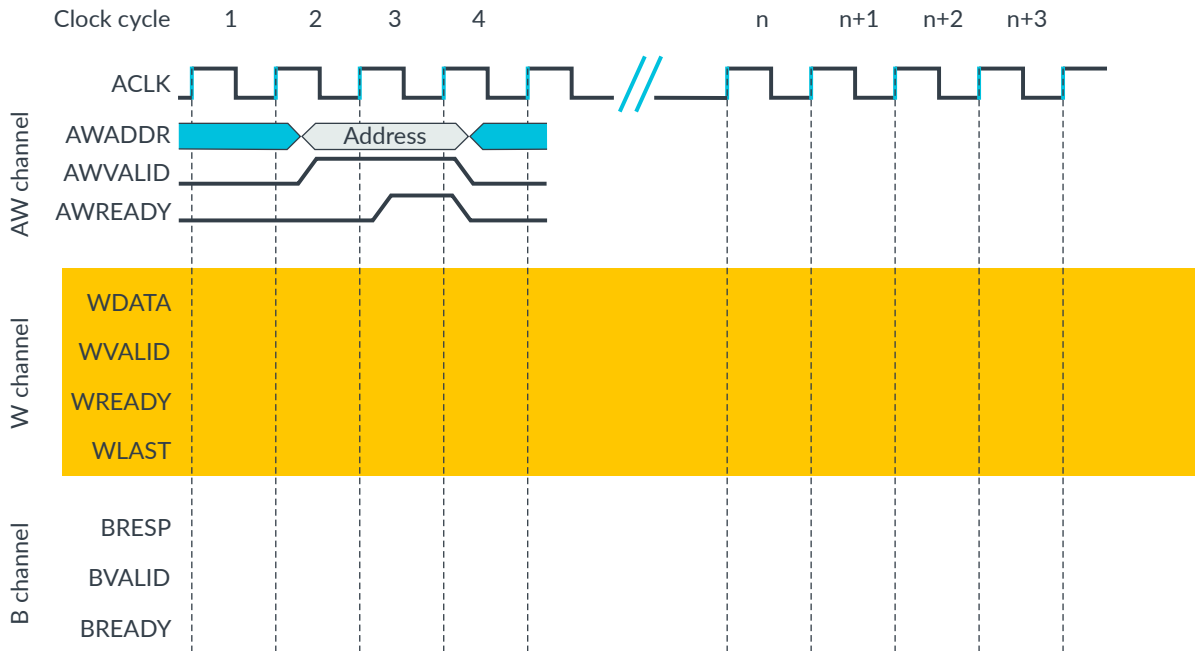 Clock cycle 1 2 3 4 n n+1 n+2 n+3
ACLK
AW channel
AWADDR Address
AWVALID
AWREADY
W channel
WDATA
WVALID
WREADY
WLAST
B channel
BRESP
BVALID
BREADY